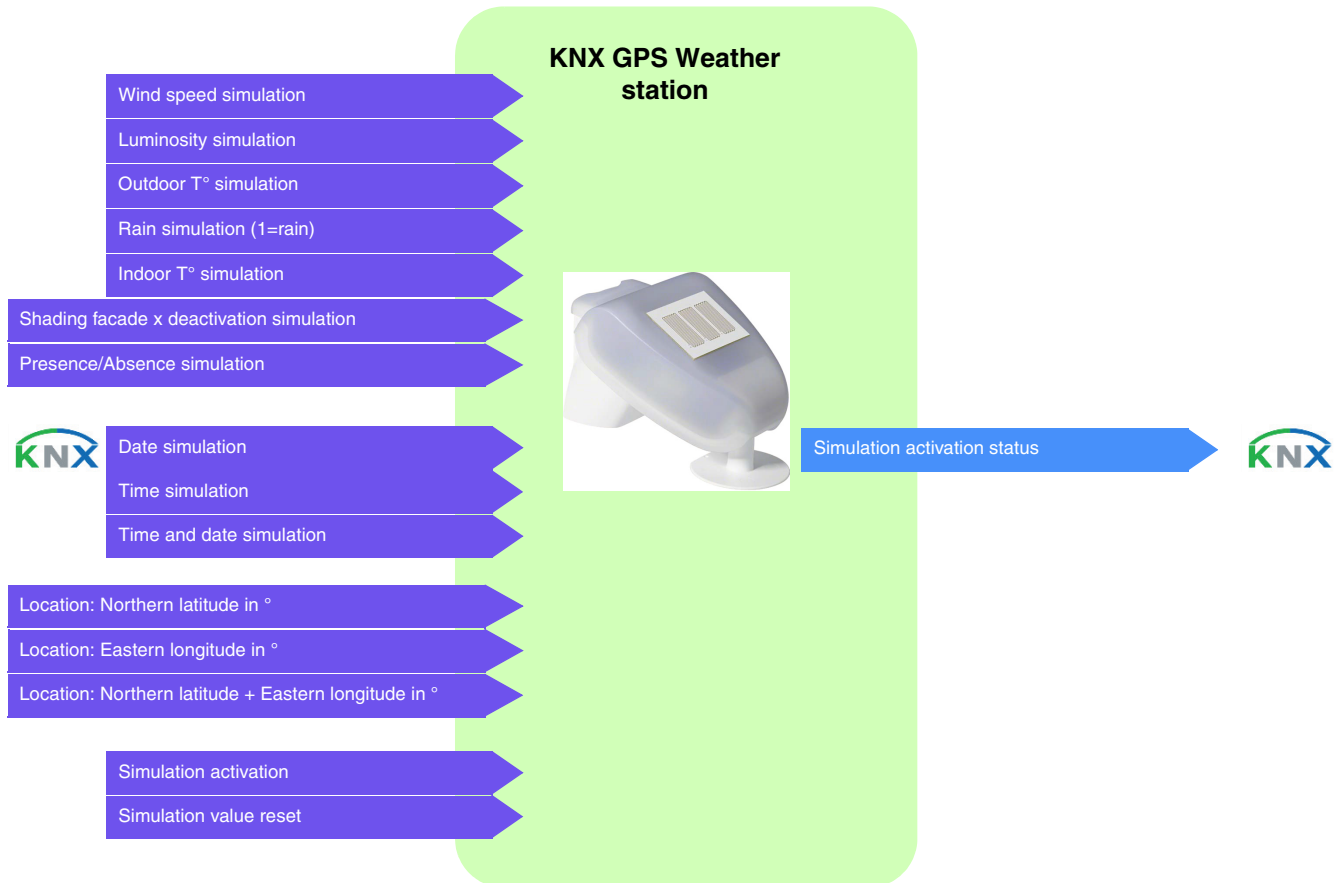 KNX GPS Weather
station
Wind speed simulation
Luminosity simulation
Outdoor T° simulation
Rain simulation (1=rain)
Indoor T° simulation
Shading facade x deactivation simulation
Presence/Absence simulation
KNX
Date simulation
Time simulation
Time and date simulation
Simulation activation status
KNX
Location: Northern latitude in °
Location: Eastern longitude in °
Location: Northern latitude + Eastern longitude in °
Simulation activation
Simulation value reset